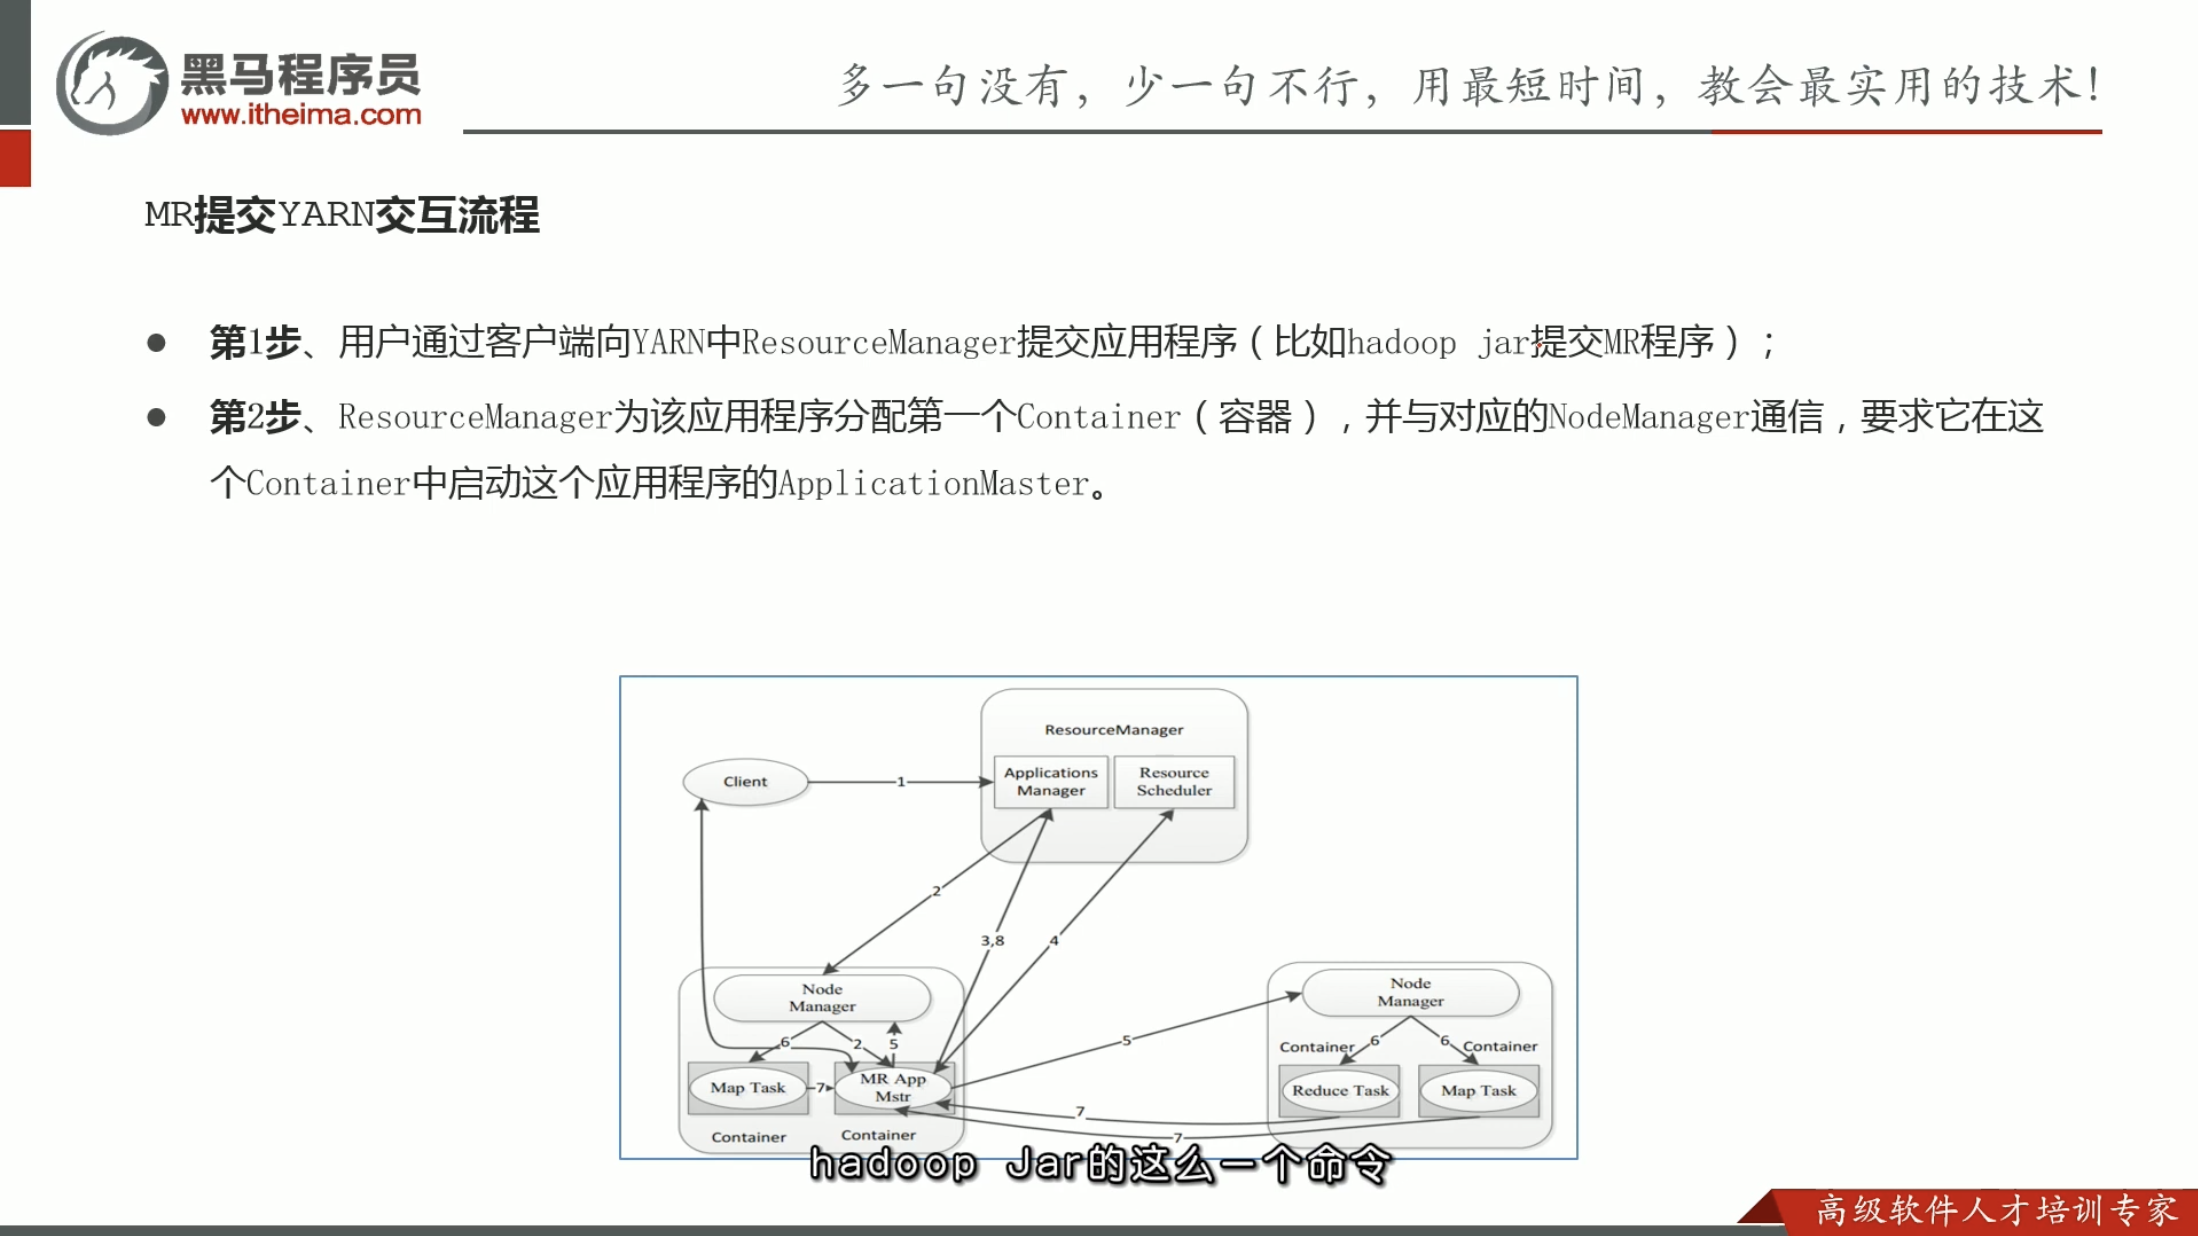 黑马程序员
www.itheima.com
多一句没有，少一句不行，用最短时间，教会最实用的技术！
MR提交YARN交互流程
● 第1步、用户通过客户端向YARN中ResourceManager提交应用程序（比如hadoop jar提交MR程序）；
● 第2步、ResourceManager为该应用程序分配第一个Container（容器），并与对应的NodeManager通信，要求它在这
个Container中启动这个应用程序的ApplicationMaster。
ResourceManager
Client
1
Applications
Manager
Resource
Scheduler
2
3,8
4
Node
Manager
6
2
5
Map Task
7
MR App
Mstr
Container
Container
5
7
7
Node
Manager
Container
6
6
Container
Reduce Task
Map Task
hadoop Jar的这么一个命令
高级软件人才培训专家